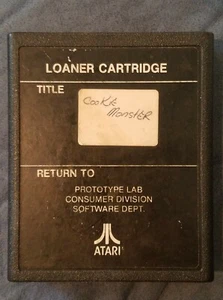 LOANER CARTRIDGE
TITLE
Cookie
Monster
RETURN TO
PROTOTYPE LAB
CONSUMER DIVISION
SOFTWARE DEPT.
ATARI